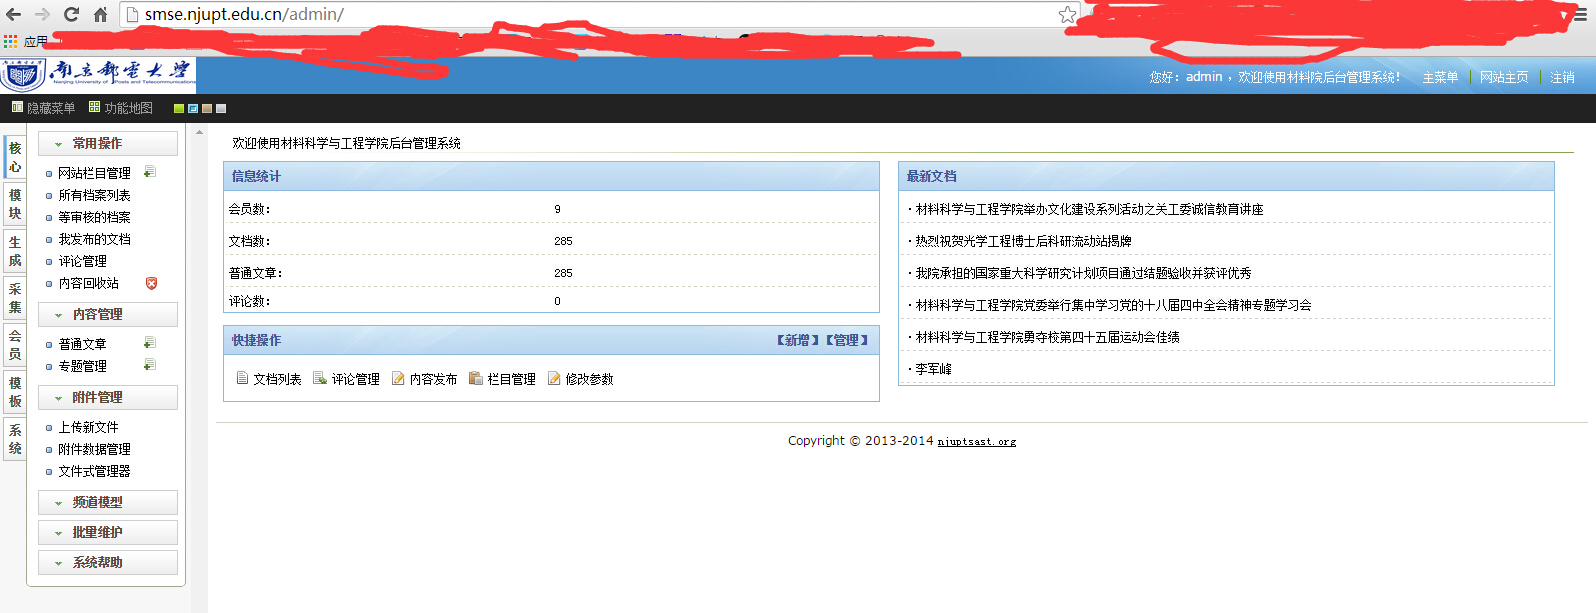 smse.njupt.edu.cn/admin/
应用
南京邮电大学
Nanjing University of Posts and Telecommunications
您好：admin ，欢迎使用材料院后台管理系统！ 主菜单 网站主页 注销
隐藏菜单 功能地图
核心
模块
生成
采集
会员
模板
系统
常用操作
网站栏目管理
所有档案列表
等审核的档案
我发布的文档
评论管理
内容回收站
内容管理
普通文章
专题管理
附件管理
上传新文件
附件数据管理
文件式管理器
频道模型
批量维护
系统帮助
欢迎使用材料科学与工程学院后台管理系统
信息统计
会员数： 9
文档数： 285
普通文章： 285
评论数： 0
快捷操作 【新增】【管理】
文档列表 评论管理 内容发布 栏目管理 修改参数
最新文档
·材料科学与工程学院举办文化建设系列活动之关工委诚信教育讲座
·热烈祝贺光学工程博士后科研流动站揭牌
·我院承担的国家重大科学研究计划项目通过结题验收并获评优秀
·材料科学与工程学院党委举行集中学习党的十八届四中全会精神专题学习会
·材料科学与工程学院勇夺校第四十五届运动会佳绩
·李军峰
Copyright © 2013-2014 njuptsast.org